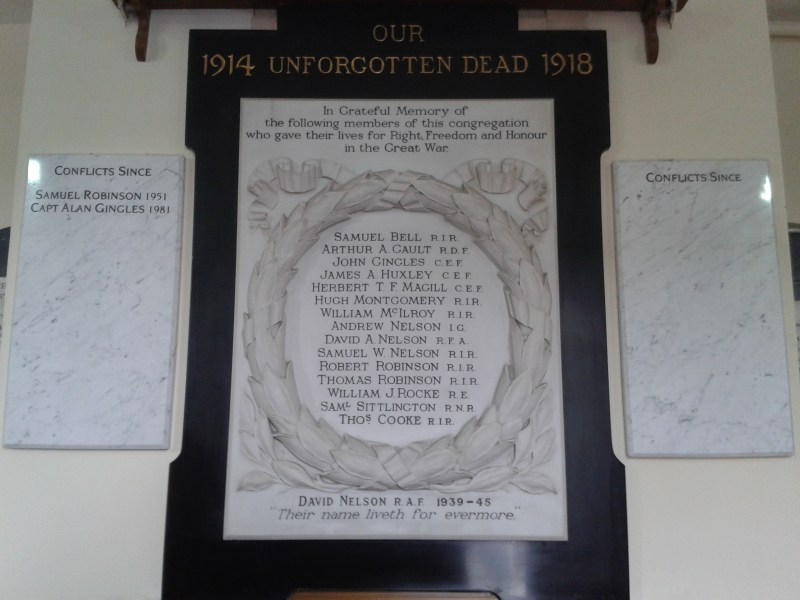 OUR
1914 UNFORGOTTEN DEAD 1918
In Grateful Memory of
the following members of this congregation
who gave their lives for Right, Freedom and Honour
in the Great War.
SAMUEL BELL R.I.R.
ARTHUR A. GAULT R.D.F.
JOHN GINGLES C.E.F.
JAMES A. HUXLEY C.E.F.
HERBERT T. F. MAGILL C.E.F.
HUGH MONTGOMERY R.I.R.
WILLIAM McILROY R.I.R.
ANDREW NELSON I.G.
DAVID A. NELSON R.F.A.
SAMUEL W. NELSON R.I.R.
ROBERT ROBINSON R.I.R.
THOMAS ROBINSON R.I.R.
WILLIAM J. ROCKE R.E.
SAML SITTLINGTON R.N.R.
THOS COOKE R.I.R.
DAVID NELSON R.A.F. 1939-45
"Their name liveth for evermore."
CONFLICTS SINCE
SAMUEL ROBINSON 1951
CAPT ALAN GINGLES 1981
CONFLICTS SINCE